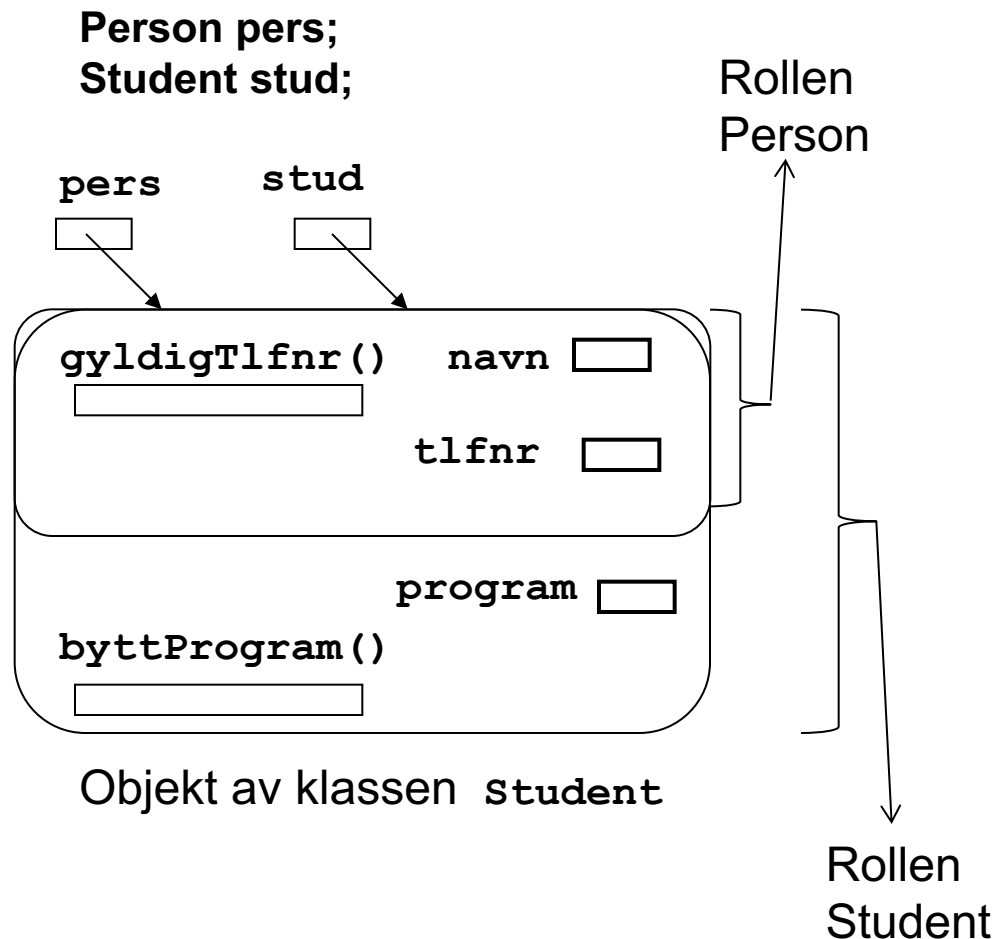 Person pers;
Student stud;
Rollen
Person
pers
stud
gyldigTlfnr()
navn
tlfnr
program
byttProgram()
Objekt av klassen Student
Rollen
Student